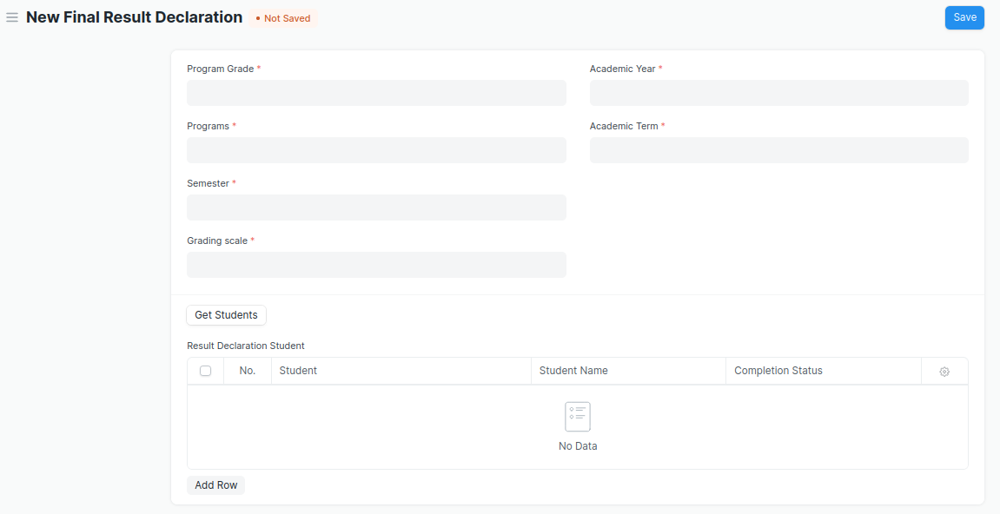 New Final Result Declaration • Not Saved Save
Program Grade * Academic Year *
Programs * Academic Term *
Semester *
Grading scale *
Get Students
Result Declaration Student
No. Student Student Name Completion Status
No Data
Add Row